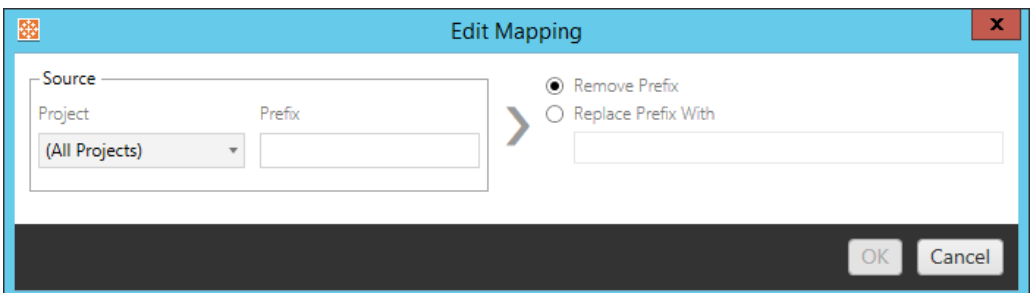 Edit Mapping
x
Source
Project
Prefix
(All Projects)
Remove Prefix
Replace Prefix With
OK
Cancel